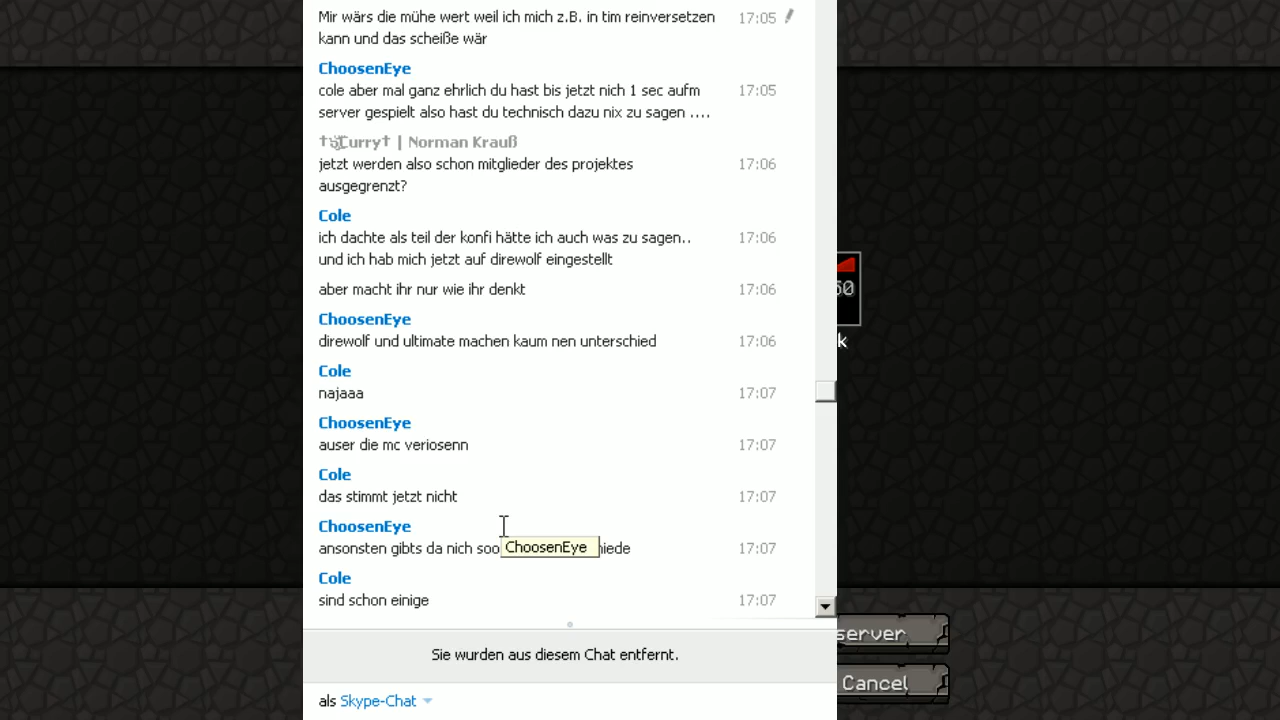 Mir wärs die mühe wert weil ich mich z.B. in tim reinversetzen 17:05
kann und das scheiße wär
ChoosenEye
cole aber mal ganz ehrlich du hast bis jetzt nich 1 sec aufm 17:05
server gespielt also hast du technisch dazu nix zu sagen ....
Curry† | Norman Krauß
jetzt werden also schon mitglieder des projektes 17:06
ausgegrenzt?
Cole
ich dachte als teil der konfi hätte ich auch was zu sagen.. 17:06
und ich hab mich jetzt auf direwolf eingestellt
aber macht ihr nur wie ihr denkt 17:06
ChoosenEye
direwolf und ultimate machen kaum nen unterschied 17:06
Cole
najaaa 17:07
ChoosenEye
auser die mc veriosenn 17:07
Cole
das stimmt jetzt nicht 17:07
ChoosenEye
ansonsten gibts da nich soo hiede 17:07
ChoosenEye
Cole
sind schon einige 17:07
Sie wurden aus diesem Chat entfernt.
als Skype-Chat
60
k
server
Cancel